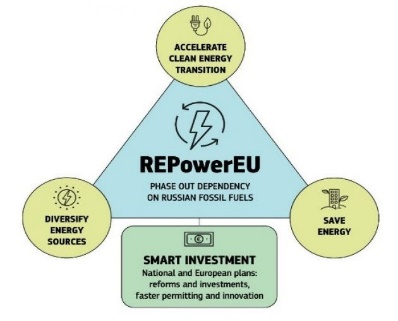 ACCELERATE
CLEAN ENERGY
TRANSITION
REPowerEU
PHASE OUT DEPENDENCY
ON RUSSIAN FOSSIL FUELS
DIVERSIFY
ENERGY
SOURCES
SAVE
ENERGY
SMART INVESTMENT
National and European plans:
reforms and investments,
faster permitting and innovation